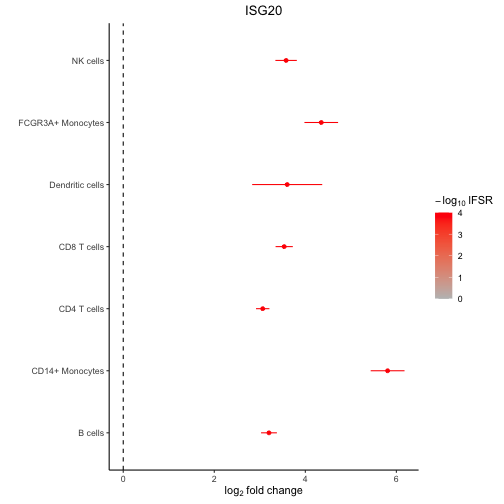 ISG20
NK cells
FCGR3A+ Monocytes
Dendritic cells
CD8 T cells
CD4 T cells
CD14+ Monocytes
B cells
0 2 4 6
log₂ fold change
−log₁₀ lFSR
4
3
2
1
0